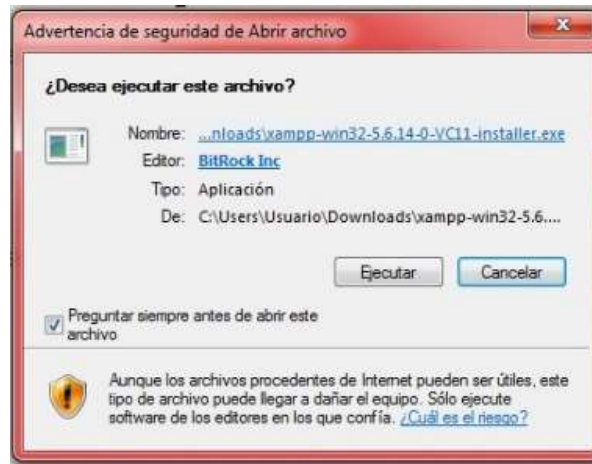 Advertencia de seguridad de Abrir archivo
¿Desea ejecutar este archivo?
Nombre: ...nloads\xampp-win32-5.6.14-0-VC11-installer.exe
Editor: BitRock Inc
Tipo: Aplicación
De: C:\Users\Usuario\Downloads\xampp-win32-5.6....
Ejecutar Cancelar
Preguntar siempre antes de abrir este
archivo
Aunque los archivos procedentes de Internet pueden ser útiles, este
tipo de archivo puede llegar a dañar el equipo. Sólo ejecute
software de los editores en los que confía. ¿Cuál es el riesgo?